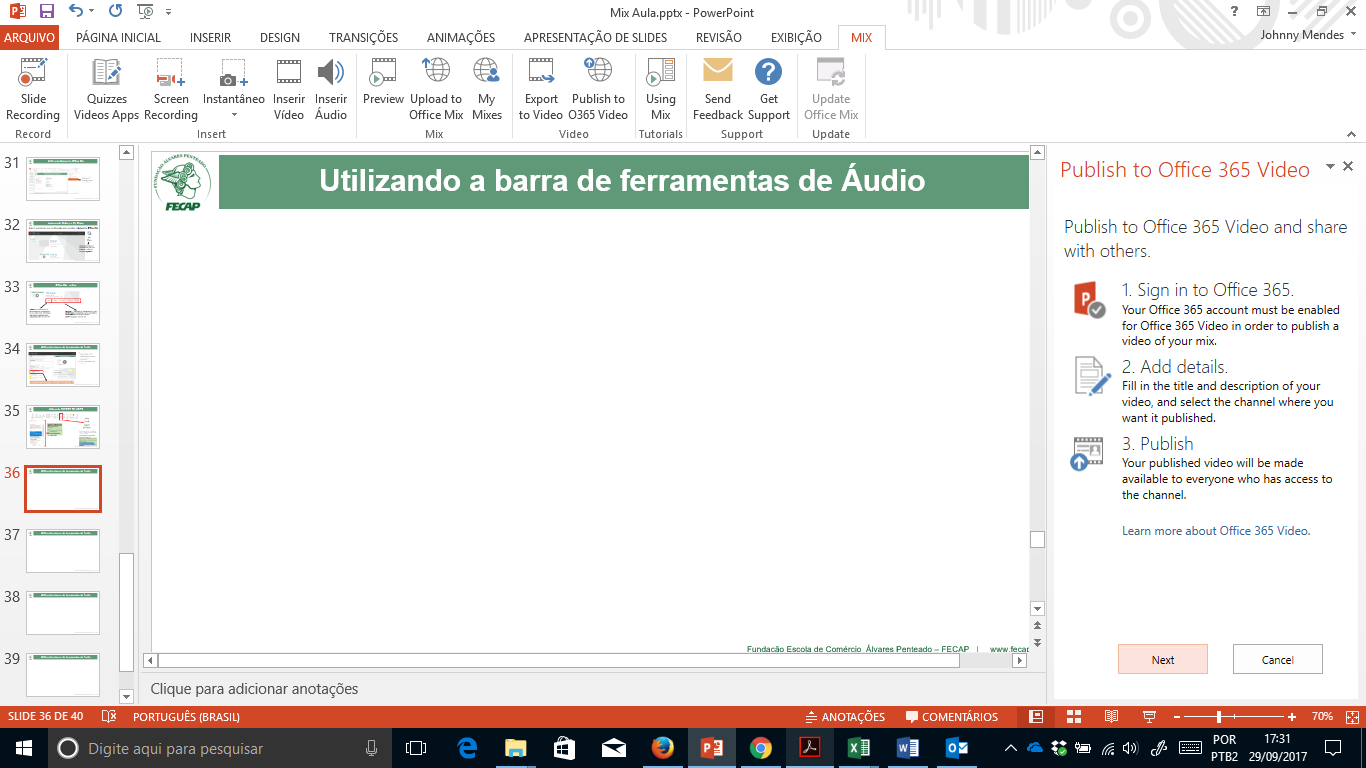 Mix Aula.pptx - PowerPoint
?
ARQUIVO PÁGINA INICIAL INSERIR DESIGN TRANSIÇÕES ANIMAÇÕES APRESENTAÇÃO DE SLIDES REVISÃO EXIBIÇÃO MIX
Johnny Mendes
Slide Recording
Quizzes Videos Apps
Screen Recording
Instantâneo
Inserir Vídeo
Inserir Áudio
Preview
Upload to Office Mix
My Mixes
Export to Video
Publish to O365 Video
Using Mix
Send Feedback
Get Support
Update Office Mix
Record Insert Mix Video Tutorials Support Update
31
32
33
34
35
36
37
38
39
FUNDAÇÃO ÁLVARES PENTEADO
FECAP
Utilizando a barra de ferramentas de Áudio
Fundação Escola de Comércio Álvares Penteado – FECAP | www.fecap
Clique para adicionar anotações
Publish to Office 365 Video
Publish to Office 365 Video and share
with others.
1. Sign in to Office 365.
Your Office 365 account must be enabled
for Office 365 Video in order to publish a
video of your mix.
2. Add details.
Fill in the title and description of your
video, and select the channel where you
want it published.
3. Publish
Your published video will be made
available to everyone who has access to
the channel.
Learn more about Office 365 Video.
Next Cancel
SLIDE 36 DE 40 PORTUGUÊS (BRASIL) ANOTAÇÕES COMENTÁRIOS 70%
Digite aqui para pesquisar
POR
PTB2
17:31
29/09/2017